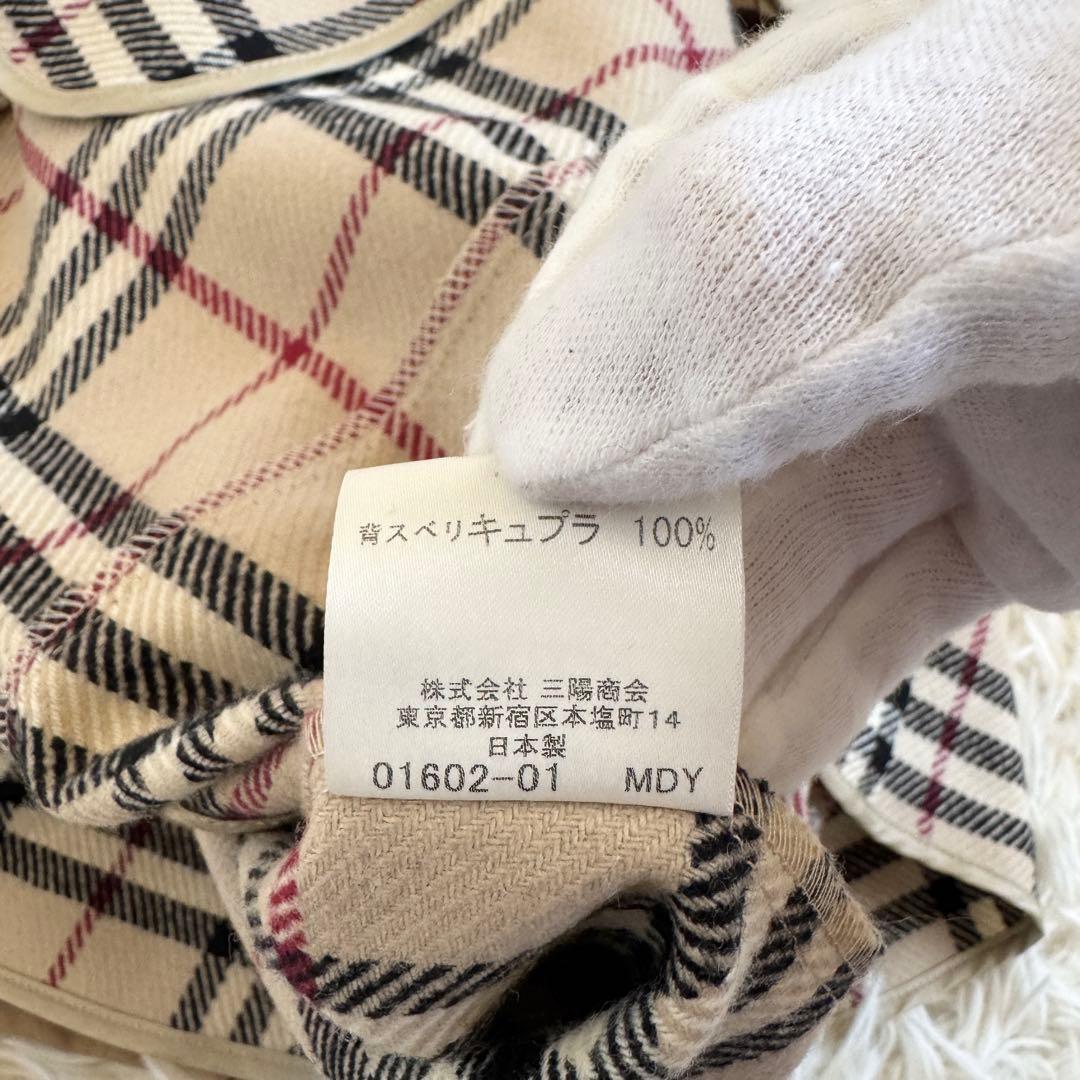 背スベリキュプラ 100%
株式会社 三陽商会
東京都新宿区本塩町14
日本製
01602-01 MDY